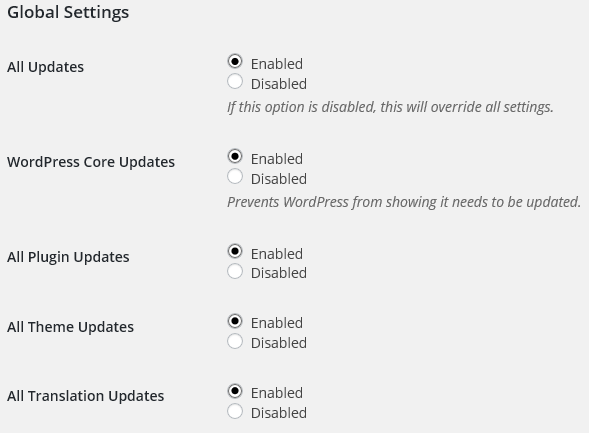 Global Settings
All Updates
Enabled
Disabled
If this option is disabled, this will override all settings.
WordPress Core Updates
Enabled
Disabled
Prevents WordPress from showing it needs to be updated.
All Plugin Updates
Enabled
Disabled
All Theme Updates
Enabled
Disabled
All Translation Updates
Enabled
Disabled